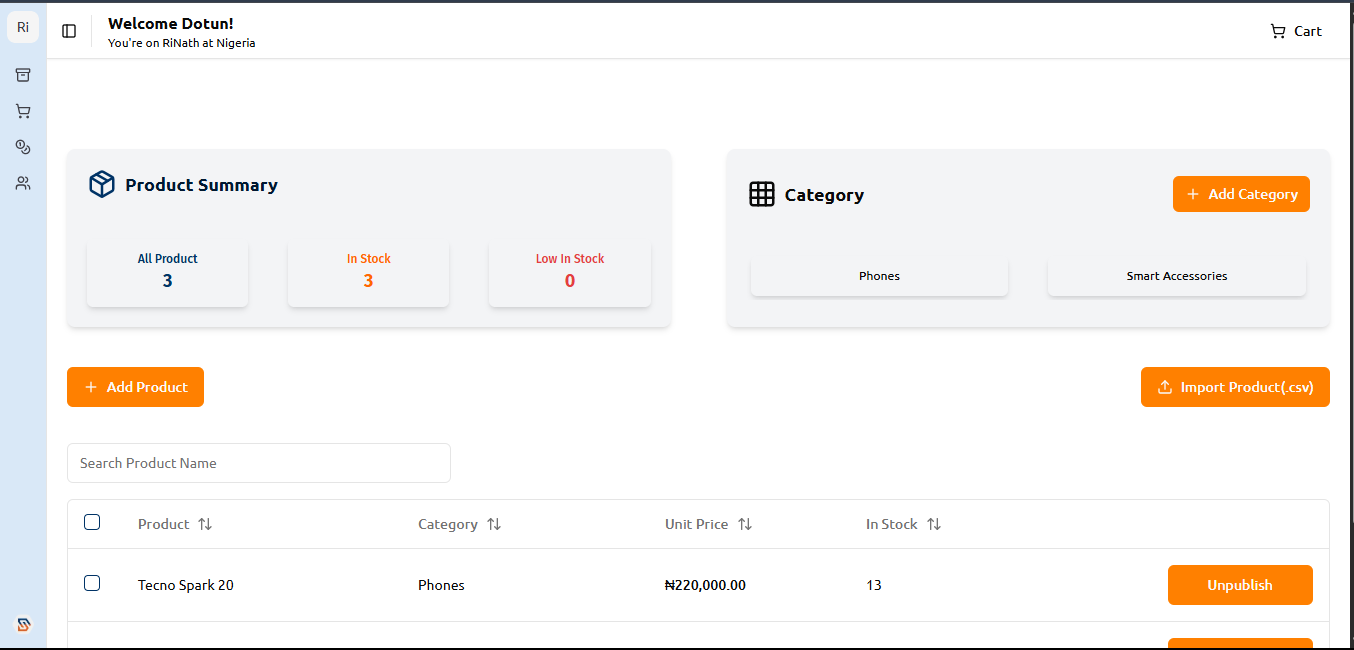 Ri
Welcome Dotun!
You're on RiNath at Nigeria
Cart
Product Summary
All Product
3
In Stock
3
Low In Stock
0
Category
Add Category
Phones
Smart Accessories
Add Product
Import Product(.csv)
Search Product Name
Product Category Unit Price In Stock
Tecno Spark 20 Phones ₦220,000.00 13 Unpublish